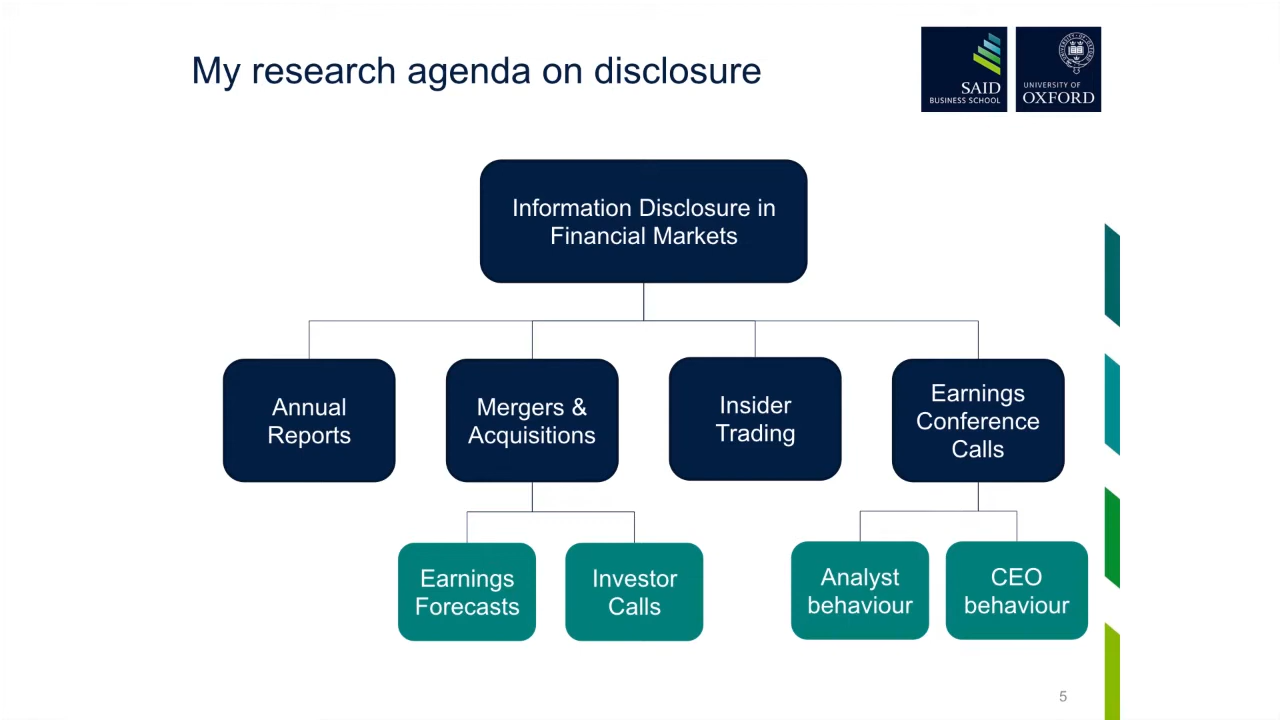 My research agenda on disclosure
SAID
BUSINESS SCHOOL
UNIVERSITY OF
OXFORD
Information Disclosure in
Financial Markets
Annual
Reports
Mergers &
Acquisitions
Insider
Trading
Earnings
Conference
Calls
Earnings
Forecasts
Investor
Calls
Analyst
behaviour
CEO
behaviour
5